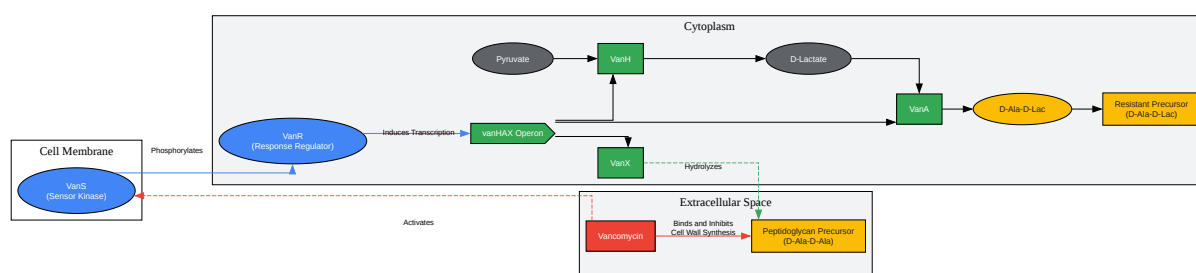 Cytoplasm
Pyruvate
VanH
D-Lactate
VanA
D-Ala-D-Lac
Resistant Precursor
(D-Ala-D-Lac)
VanR
(Response Regulator)
Induces Transcription
vanHAX Operon
VanX
Hydrolyzes
Cell Membrane
Phosphorylates
VanS
(Sensor Kinase)
Activates
Extracellular Space
Vancomycin
Binds and Inhibits
Cell Wall Synthesis
Peptidoglycan Precursor
(D-Ala-D-Ala)